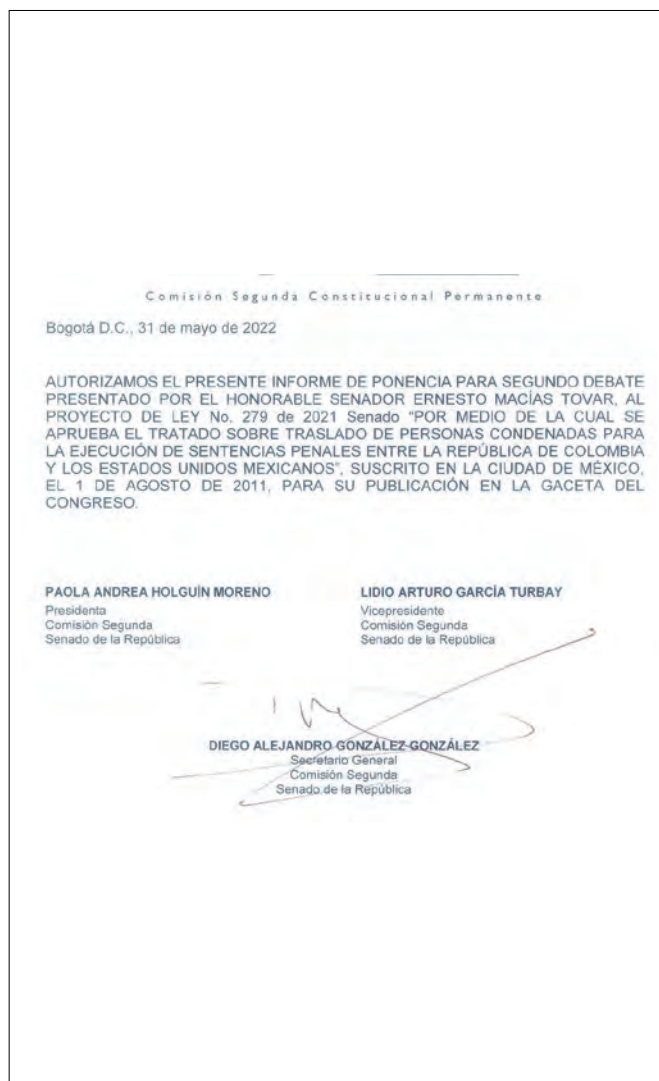 Comisión Segunda Constitucional Permanente
Bogotá D.C., 31 de mayo de 2022
AUTORIZAMOS EL PRESENTE INFORME DE PONENCIA PARA SEGUNDO DEBATE
PRESENTADO POR EL HONORABLE SENADOR ERNESTO MACÍAS TOVAR, AL
PROYECTO DE LEY No. 279 de 2021 Senado "POR MEDIO DE LA CUAL SE
APRUEBA EL TRATADO SOBRE TRASLADO DE PERSONAS CONDENADAS PARA
LA EJECUCIÓN DE SENTENCIAS PENALES ENTRE LA REPÚBLICA DE COLOMBIA
Y LOS ESTADOS UNIDOS MEXICANOS", SUSCRITO EN LA CIUDAD DE MÉXICO,
EL 1 DE AGOSTO DE 2011, PARA SU PUBLICACIÓN EN LA GACETA DEL
CONGRESO.
PAOLA ANDREA HOLGUÍN MORENO
Presidenta
Comisión Segunda
Senado de la República
LIDIO ARTURO GARCÍA TURBAY
Vicepresidente
Comisión Segunda
Senado de la República
DIEGO ALEJANDRO GONZÁLEZ GONZÁLEZ
Secretario General
Comisión Segunda
Senado de la República